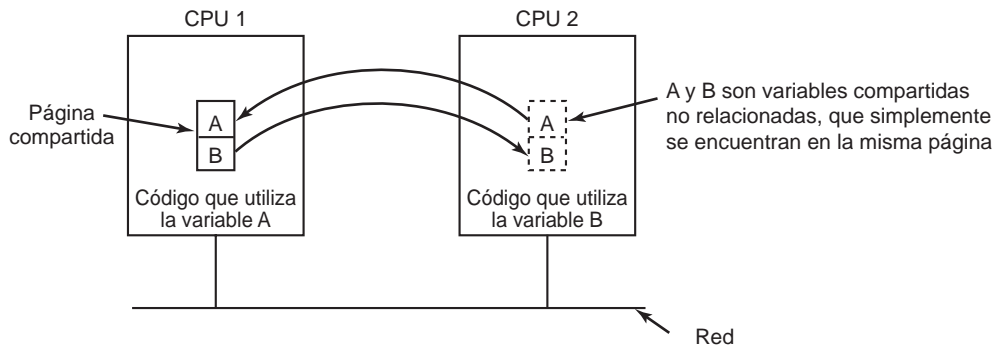 CPU 1
CPU 2
Página
compartida
A
B
A
B
A y B son variables compartidas
no relacionadas, que simplemente
se encuentran en la misma página
Código que utiliza
la variable A
Código que utiliza
la variable B
Red